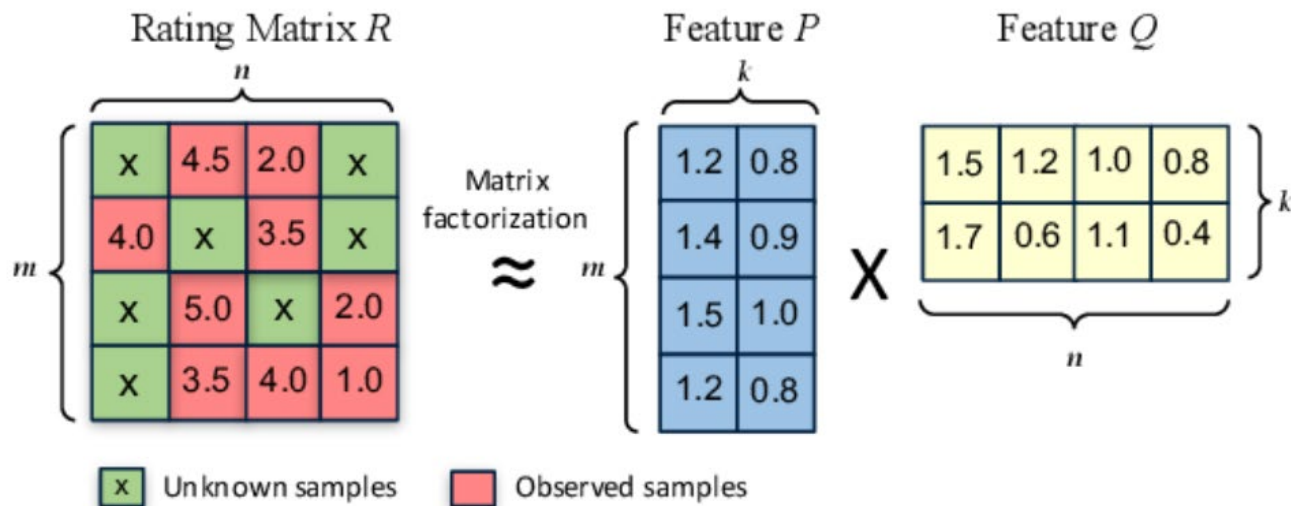 Rating Matrix R
Feature P
Feature Q
n
k
m
x 4.5 2.0 x
4.0 x 3.5 x
x 5.0 x 2.0
x 3.5 4.0 1.0
Matrix
factorization
≈
m
1.2 0.8
1.4 0.9
1.5 1.0
1.2 0.8
X
1.5 1.2 1.0 0.8
1.7 0.6 1.1 0.4
k
n
x Unknown samples
Observed samples